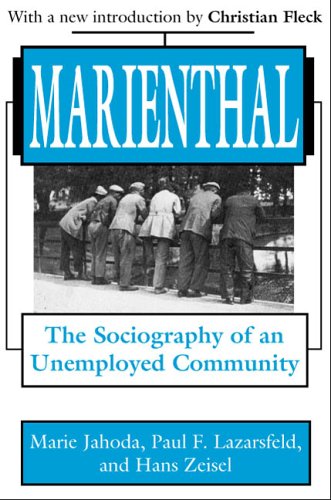 With a new introduction by Christian Fleck
MARIENTHAL
The Sociography of an
Unemployed Community
Marie Jahoda, Paul F. Lazarsfeld,
and Hans Zeisel